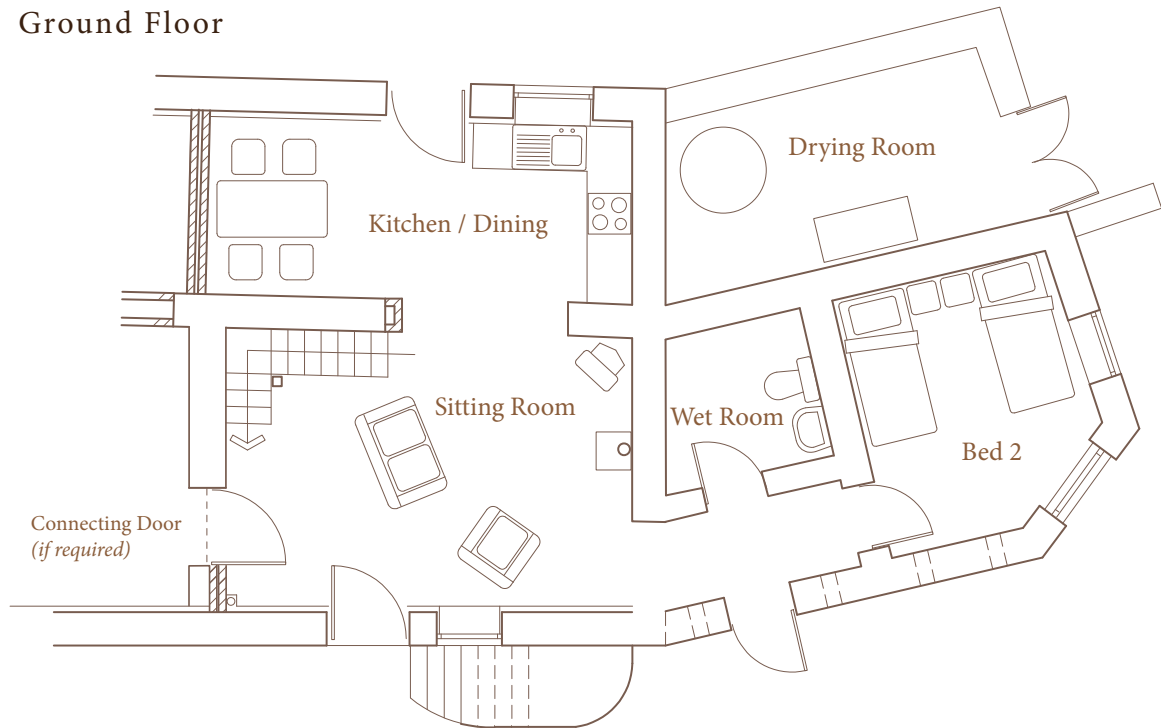 Ground Floor
Drying Room
Kitchen / Dining
Sitting Room
Wet Room
Bed 2
Connecting Door
(if required)